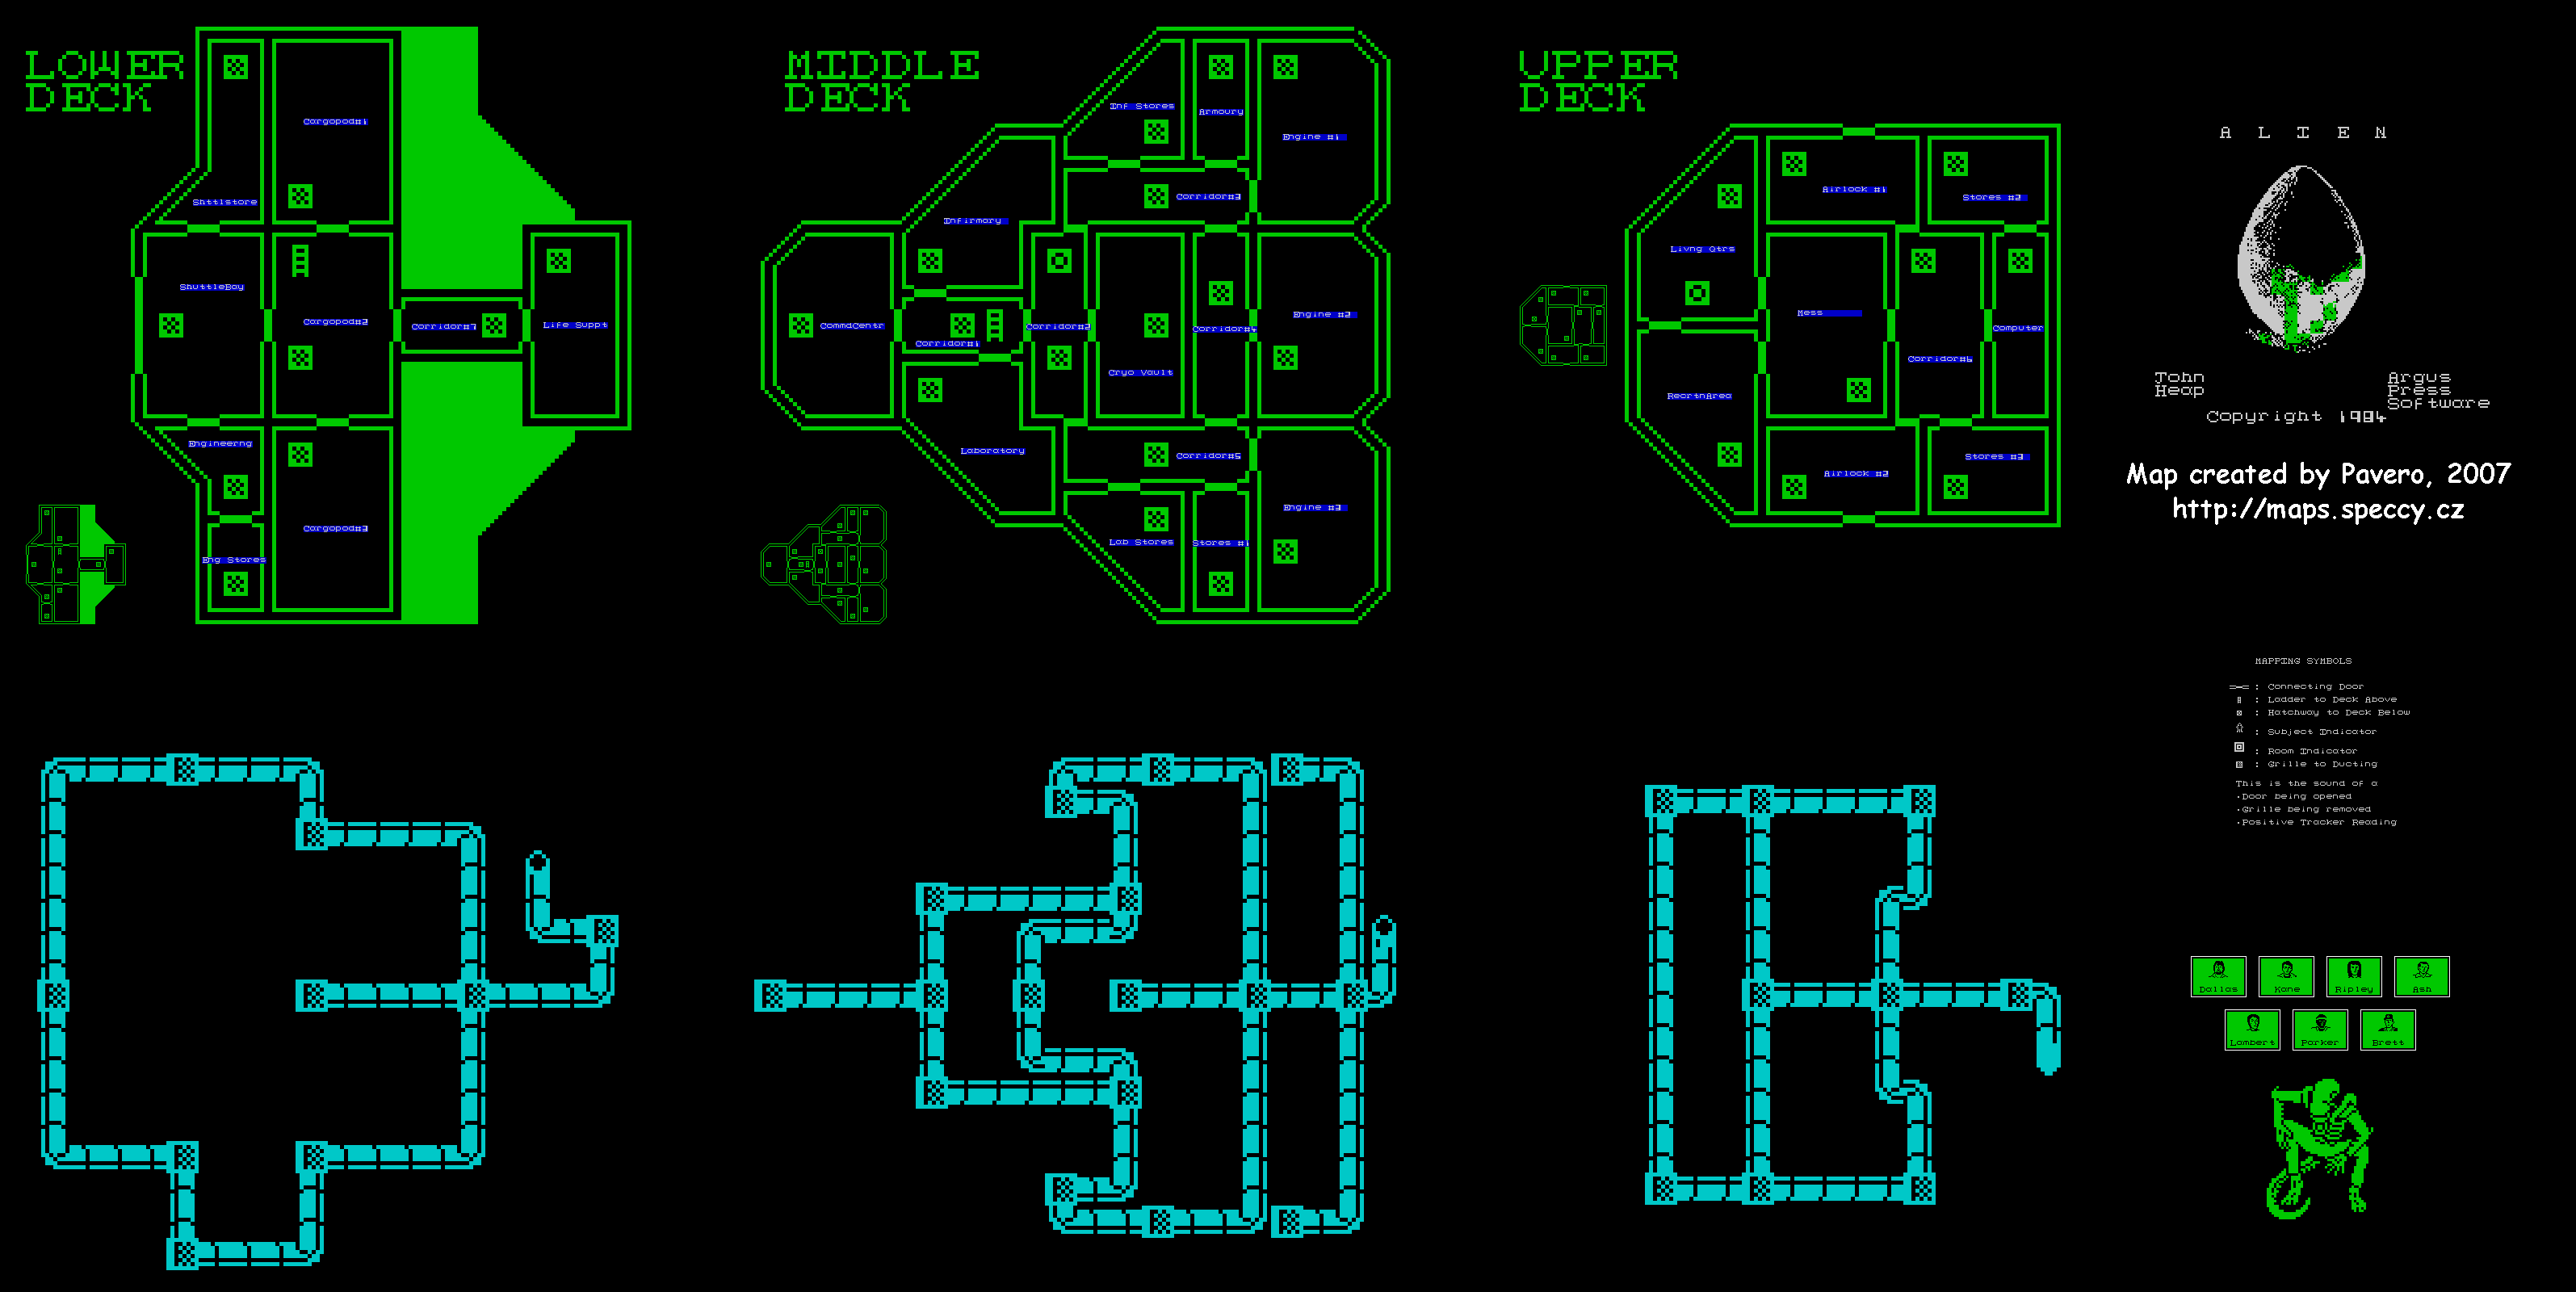 LOWER
DECK
Shttlstore
Cargopod#1
ShuttleBay
Cargopod#2
Corridor#7
Life Suppt
Engineerng
Eng Stores
Cargopod#3
MIDDLE
DECK
Inf Stores
Armoury
Engine #1
Corridor#3
Infirmary
CommdCentr
Corridor#1
Corridor#2
Cryo Vault
Corridor#4
Engine #2
Laboratory
Corridor#5
Lab Stores
Stores #1
Engine #3
UPPER
DECK
Airlock #1
Stores #2
Livng Qtrs
Mess
Computer
Corridor#6
RecrtnArea
Airlock #2
Stores #3
A L I E N
John
Heap
Argus
Press
Software
Copyright 1984
Map created by Pavero, 2007
http://maps.speccy.cz
MAPPING SYMBOLS
: Connecting Door
: Ladder to Deck Above
: Hatchway to Deck Below
: Subject Indicator
: Room Indicator
: Grille to Ducting
This is the sound of a
·Door being opened
·Grille being removed
·Positive Tracker Reading
Dallas
Kane
Ripley
Ash
Lambert
Parker
Brett